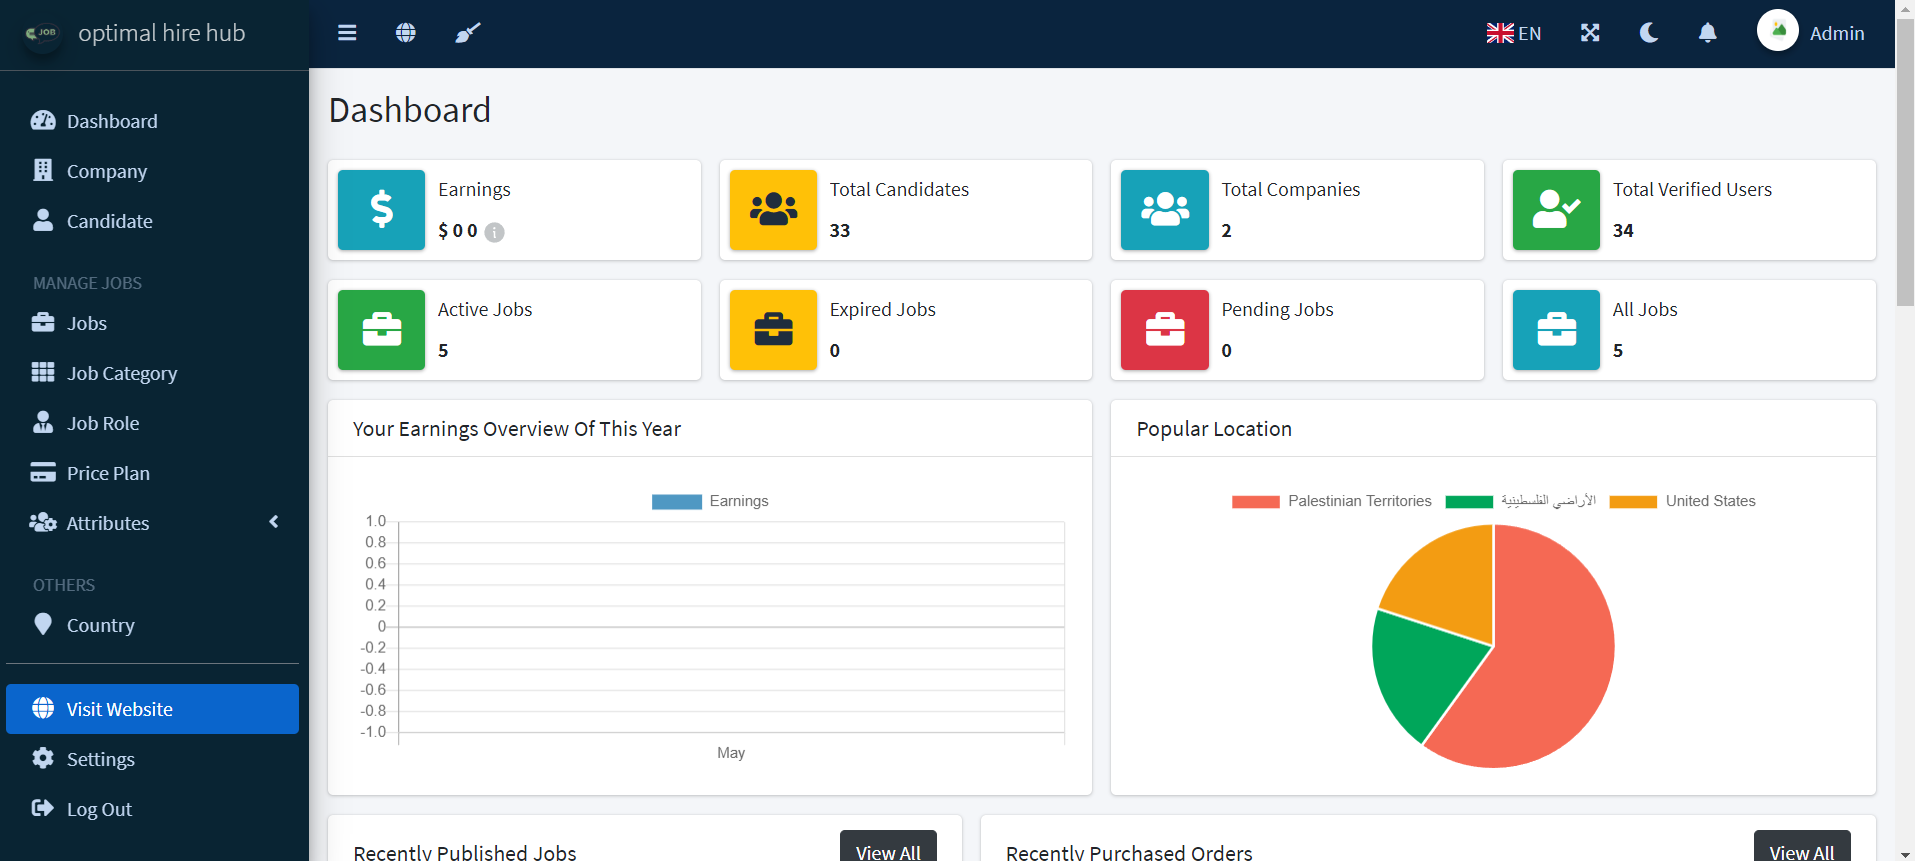 JOB
optimal hire hub
EN
Admin
Dashboard
Company
Candidate
MANAGE JOBS
Jobs
Job Category
Job Role
Price Plan
Attributes
OTHERS
Country
Visit Website
Settings
Log Out
Dashboard
Earnings
$ 0 0
Total Candidates
33
Total Companies
2
Total Verified Users
34
Active Jobs
5
Expired Jobs
0
Pending Jobs
0
All Jobs
5
Your Earnings Overview Of This Year
Earnings
1.0
0.8
0.6
0.4
0.2
0
-0.2
-0.4
-0.6
-0.8
-1.0
May
Popular Location
Palestinian Territories
الأراضي الفلسطينية
United States
Recently Published Jobs
View All
Recently Purchased Orders
View All